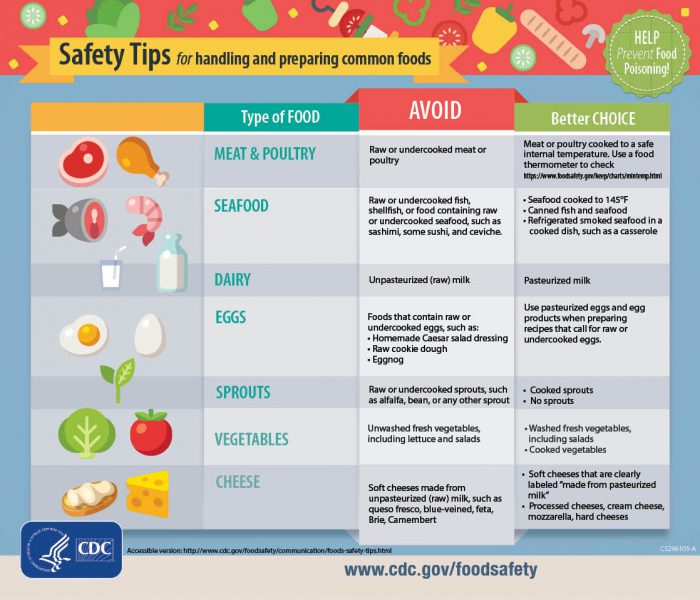 Safety Tips for handling and preparing common foods
HELP
Prevent Food
Poisoning!
Type of FOOD
AVOID
Better CHOICE
MEAT & POULTRY
Raw or undercooked meat or
poultry
Meat or poultry cooked to a safe
internal temperature. Use a food
thermometer to check
https://www.foodsafety.gov/keep/charts/mintemp.html
SEAFOOD
Raw or undercooked fish,
shellfish, or food containing raw
or undercooked seafood, such as
sashimi, some sushi, and ceviche.
• Seafood cooked to 145°F
• Canned fish and seafood
• Refrigerated smoked seafood in a
cooked dish, such as a casserole
DAIRY
Unpasteurized (raw) milk
Pasteurized milk
EGGS
Foods that contain raw or
undercooked eggs, such as:
• Homemade Caesar salad dressing
• Raw cookie dough
• Eggnog
Use pasteurized eggs and egg
products when preparing
recipes that call for raw or
undercooked eggs.
SPROUTS
Raw or undercooked sprouts, such
as alfalfa, bean, or any other sprout
• Cooked sprouts
• No sprouts
VEGETABLES
Unwashed fresh vegetables,
including lettuce and salads
• Washed fresh vegetables,
including salads
• Cooked vegetables
CHEESE
Soft cheeses made from
unpasteurized (raw) milk, such as
queso fresco, blue-veined, feta,
Brie, Camembert
• Soft cheeses that are clearly
labeled "made from pasteurized
milk"
• Processed cheeses, cream cheese,
mozzarella, hard cheeses
CDC
Accessible version: http://www.cdc.gov/foodsafety/communication/foods-safety-tips.html
CS296105-A
www.cdc.gov/foodsafety